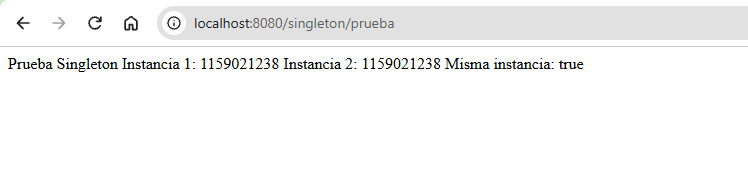 localhost:8080/singleton/prueba
Prueba Singleton Instancia 1: 1159021238 Instancia 2: 1159021238 Misma instancia: true